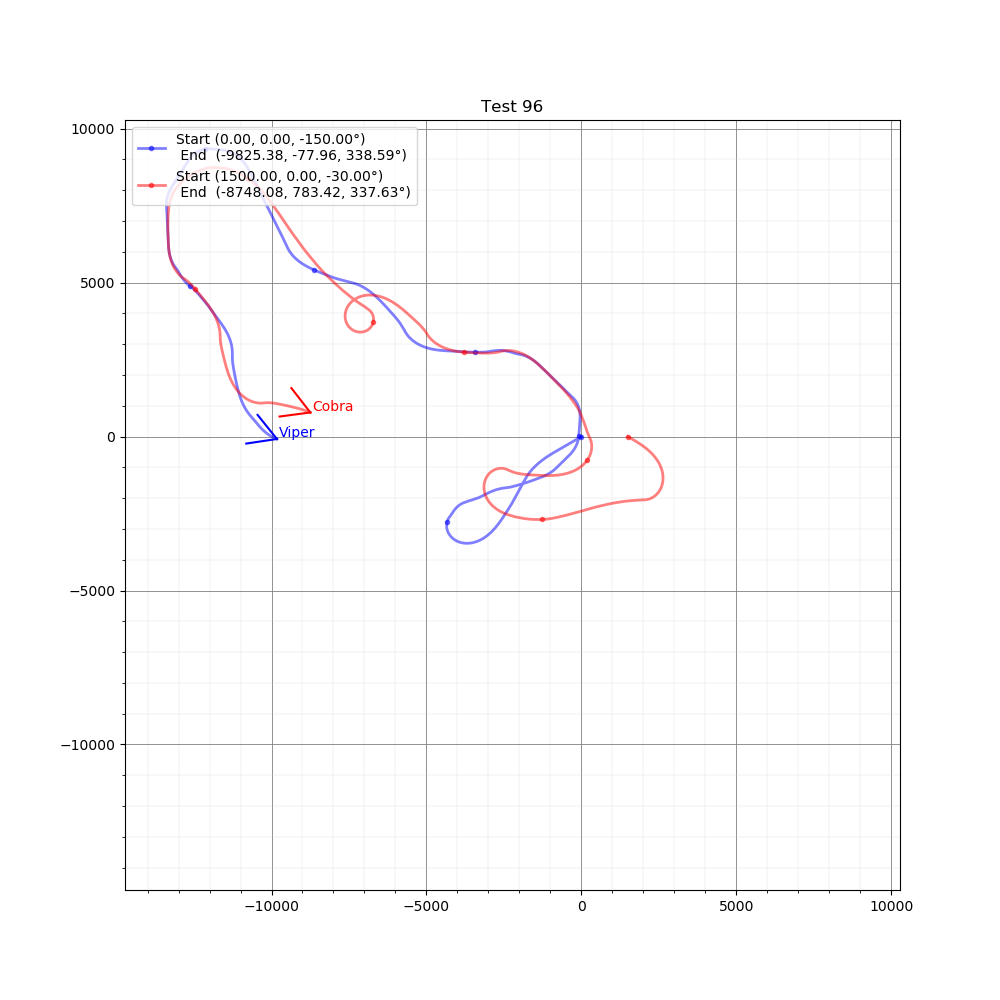 Test 96
Start (0.00, 0.00, -150.00°)
End  (-9825.38, -77.96, 338.59°)
Start (1500.00, 0.00, -30.00°)
End  (-8748.08, 783.42, 337.63°)
10000
5000
0
−5000
−10000
Cobra
Viper
−10000
−5000
0
5000
10000